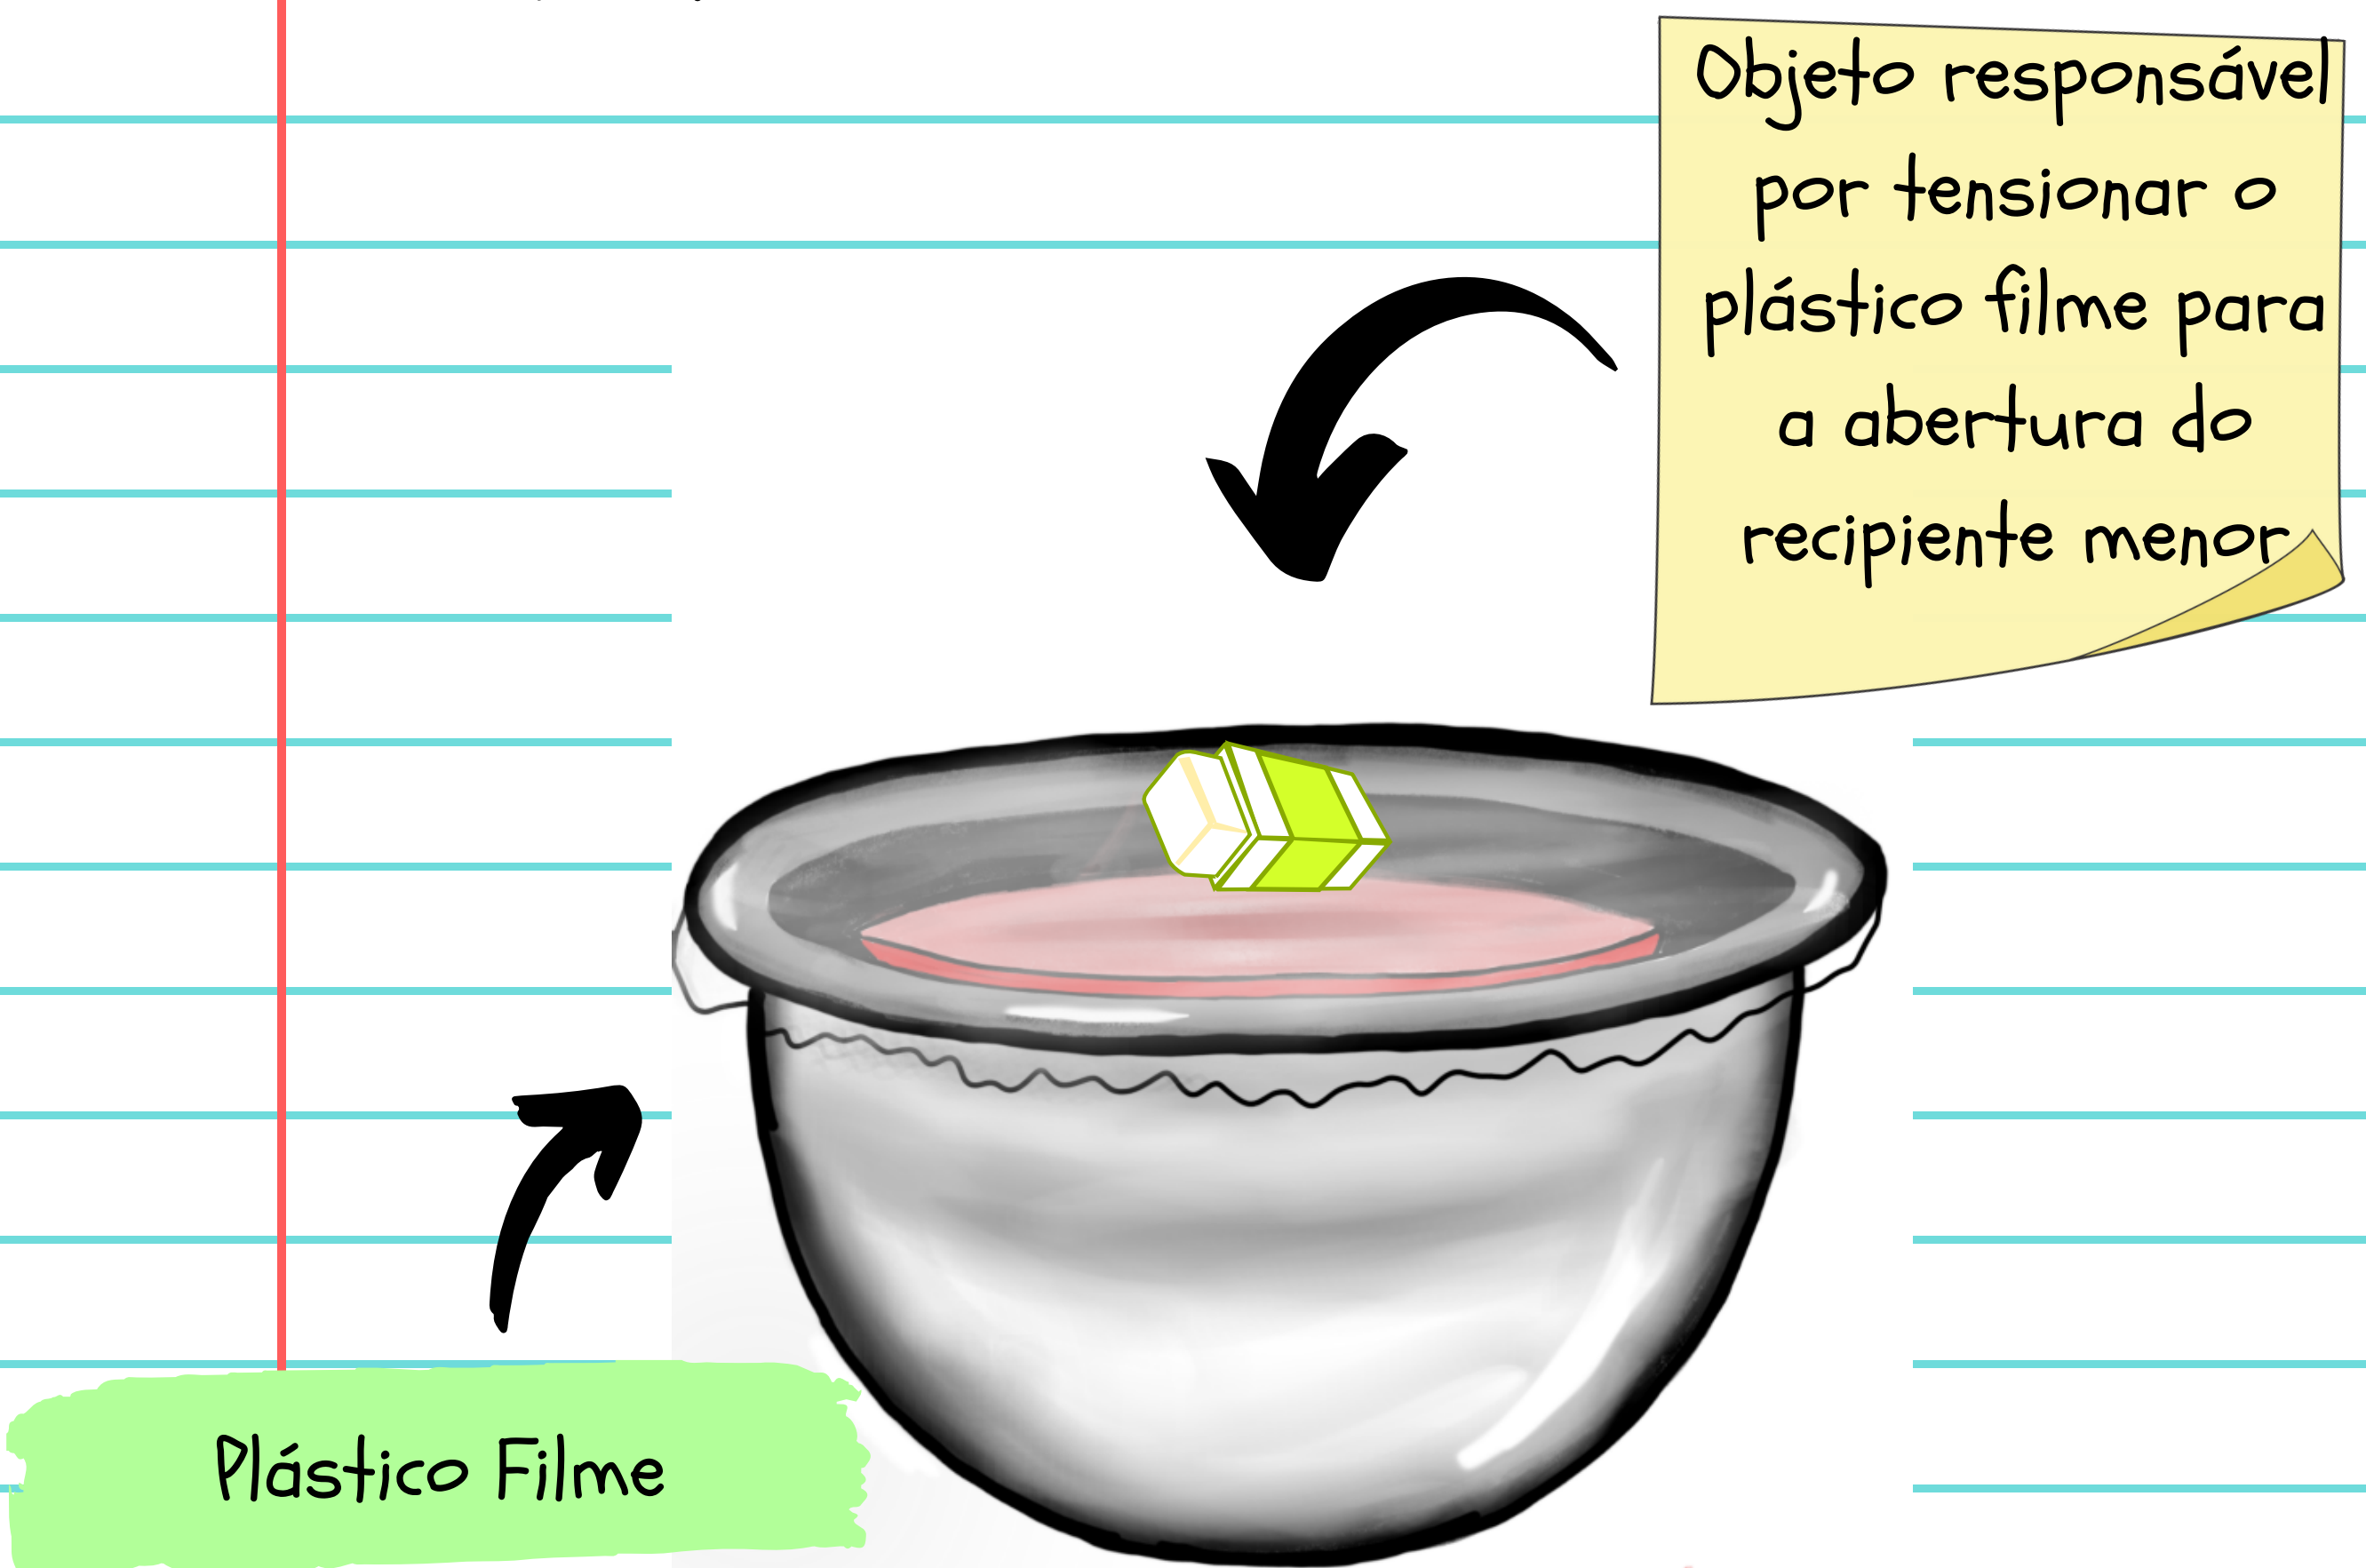 Objeto responsável
por tensionar o
plástico filme para
a abertura do
recipiente menor
Plástico Filme